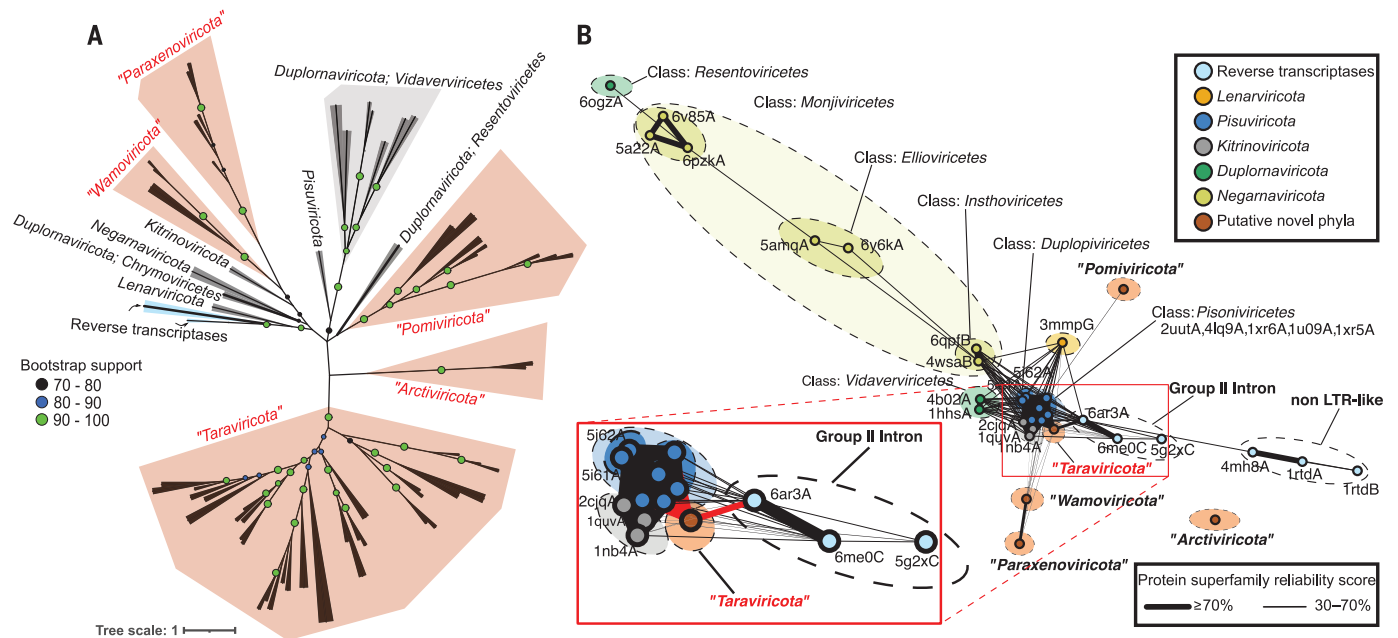 A
"Paraxenoviricota"
"Wamoviricota"
Duplornaviricota; Vidaverviricetes
Duplornaviricota; Resentoviricetes
Pisuviricota
Kitrinoviricota
Negarnaviricota
Duplornaviricota; Chrymoviricetes
Lenarviricota
Reverse transcriptases
"Pomiviricota"
"Arctiviricota"
"Taraviricota"
Bootstrap support
70 - 80
80 - 90
90 - 100
Tree scale: 1
B
Class: Resentoviricetes
6ogzA
Class: Monjiviricetes
6v85A
5a22A
6pzkA
Class: Ellioviricetes
5amqA
6y6kA
Class: Insthoviricetes
Class: Duplopiviricetes
"Pomiviricota"
Class: Pisoniviricetes
2uutA,4lq9A,1xr6A,1u09A,1xr5A
3mmpG
6qpfB
4wsaB
5i62A
Class: Vidaverviricetes
4b02A
1hhsA
2cjqA
1quvA
1nb4A
6ar3A
Group II Intron
6me0C
5g2xC
non LTR-like
4mh8A
1rtdA
1rtdB
"Taraviricota"
"Wamoviricota"
"Paraxenoviricota"
"Arctiviricota"
5i62A
5i61A
2cjqA
1quvA
1nb4A
Group II Intron
6ar3A
6me0C
5g2xC
"Taraviricota"
Reverse transcriptases
Lenarviricota
Pisuviricota
Kitrinoviricota
Duplornaviricota
Negarnaviricota
Putative novel phyla
Protein superfamily reliability score
≥70%
30–70%